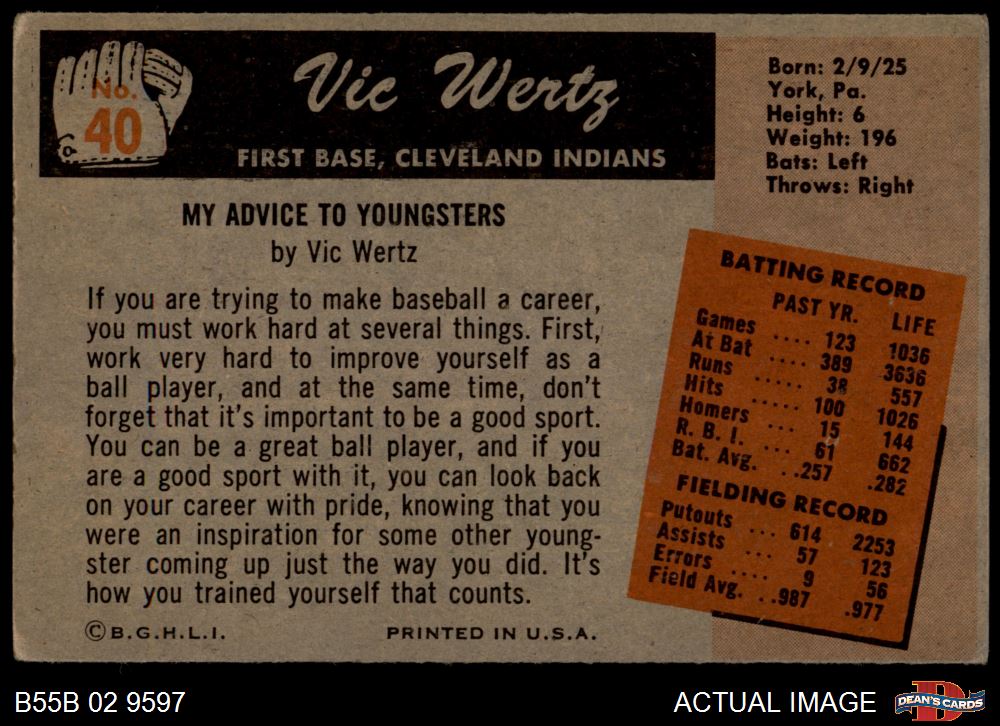 No.
40
Vic Wertz
FIRST BASE, CLEVELAND INDIANS
Born: 2/9/25
York, Pa.
Height: 6
Weight: 196
Bats: Left
Throws: Right
MY ADVICE TO YOUNGSTERS
by Vic Wertz
If you are trying to make baseball a career,
you must work hard at several things. First,
work very hard to improve yourself as a
ball player, and at the same time, don't
forget that it's important to be a good sport.
You can be a great ball player, and if you
are a good sport with it, you can look back
on your career with pride, knowing that you
were an inspiration for some other young-
ster coming up just the way you did. It's
how you trained yourself that counts.
©B.G.H.L.I. PRINTED IN U.S.A.
BATTING RECORD
PAST YR. LIFE
Games .... 123 1036
At Bat .... 389 3636
Runs ..... 38 557
Hits ..... 100 1026
Homers ... 15 144
R. B. I. ... 61 662
Bat. Avg. ..257 .282
FIELDING RECORD
Putouts ... 614 2253
Assists ... 57 123
Errors .... 9 56
Field Avg. ..987 .977
B55B 02 9597
ACTUAL IMAGE
D
DEAN'S CARDS